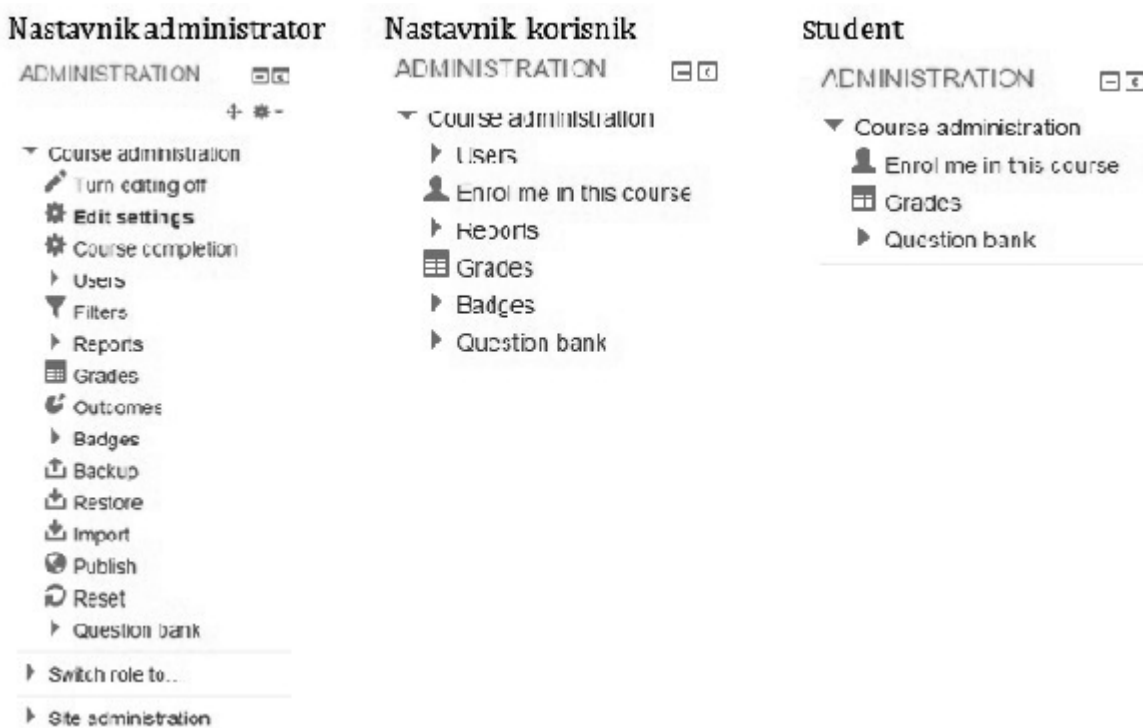 Nastavnik administrator
ADMINISTRATION
Course administration
Turn editing off
Edit settings
Course completion
Users
Filters
Reports
Grades
Outcomes
Badges
Backup
Restore
Import
Publish
Reset
Question bank
Switch role to...
Site administration
Nastavnik korisnik
ADMINISTRATION
Course administration
Users
Enrol me in this course
Reports
Grades
Badges
Question bank
Student
ADMINISTRATION
Course administration
Enrol me in this course
Grades
Question bank